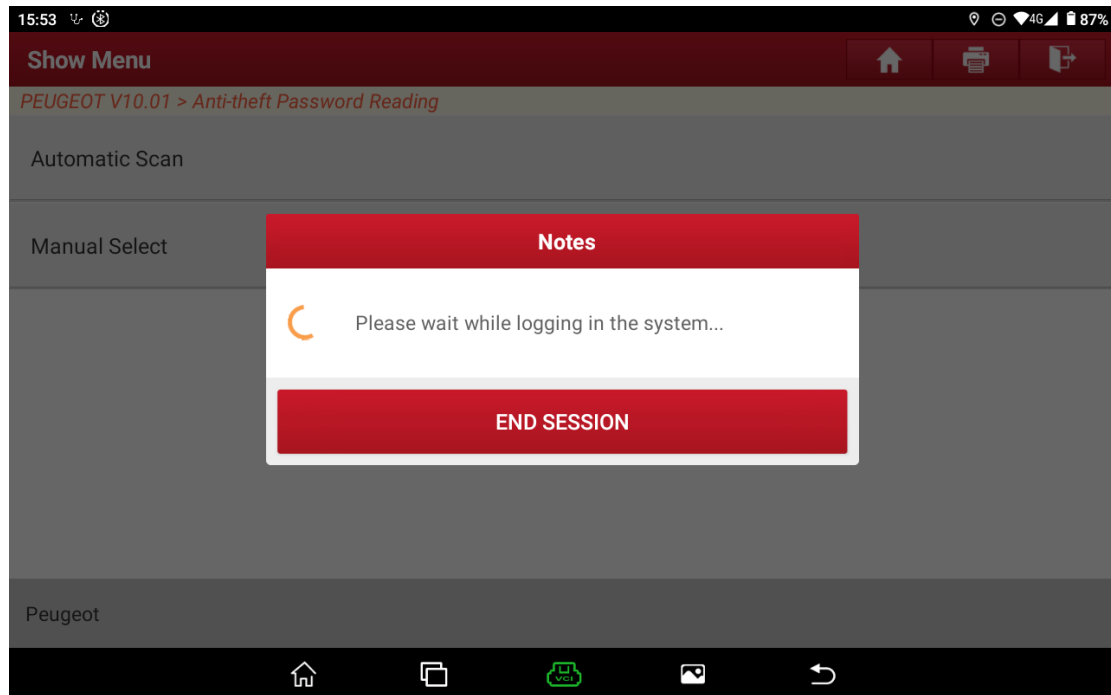 15:53
4G 87%
Show Menu
PEUGEOT V10.01 > Anti-theft Password Reading
Automatic Scan
Manual Select
Notes
Please wait while logging in the system...
END SESSION
Peugeot
VCI